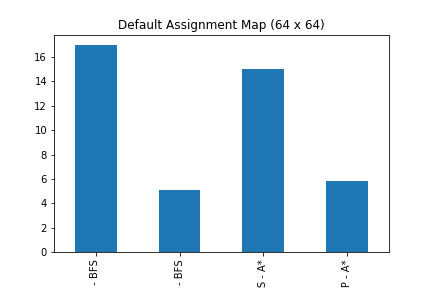 Default Assignment Map (64 x 64)
16
14
12
10
8
6
4
2
0
- BFS
- BFS
S - A*
P - A*